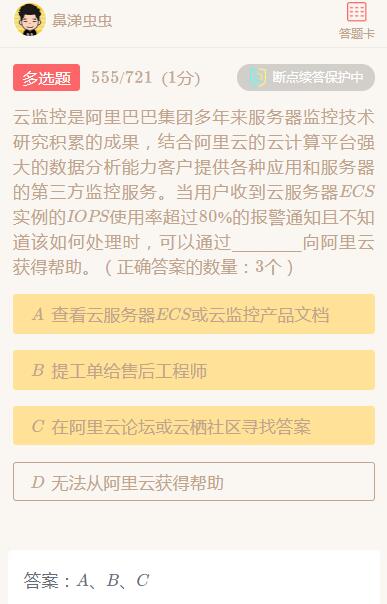 鼻涕虫虫
答题卡
多选题 555/721 (1分) 断点续答保护中
云监控是阿里巴巴集团多年来服务器监控技术
研究积累的成果，结合阿里云的云计算平台强
大的数据分析能力客户提供各种应用和服务器
的第三方监控服务。当用户收到云服务器ECS
实例的IOPS使用率超过80%的报警通知且不知
道该如何处理时，可以通过________向阿里云
获得帮助。（正确答案的数量：3个）
A 查看云服务器ECS或云监控产品文档
B 提工单给售后工程师
C 在阿里云论坛或云栖社区寻找答案
D 无法从阿里云获得帮助
答案：A、B、C